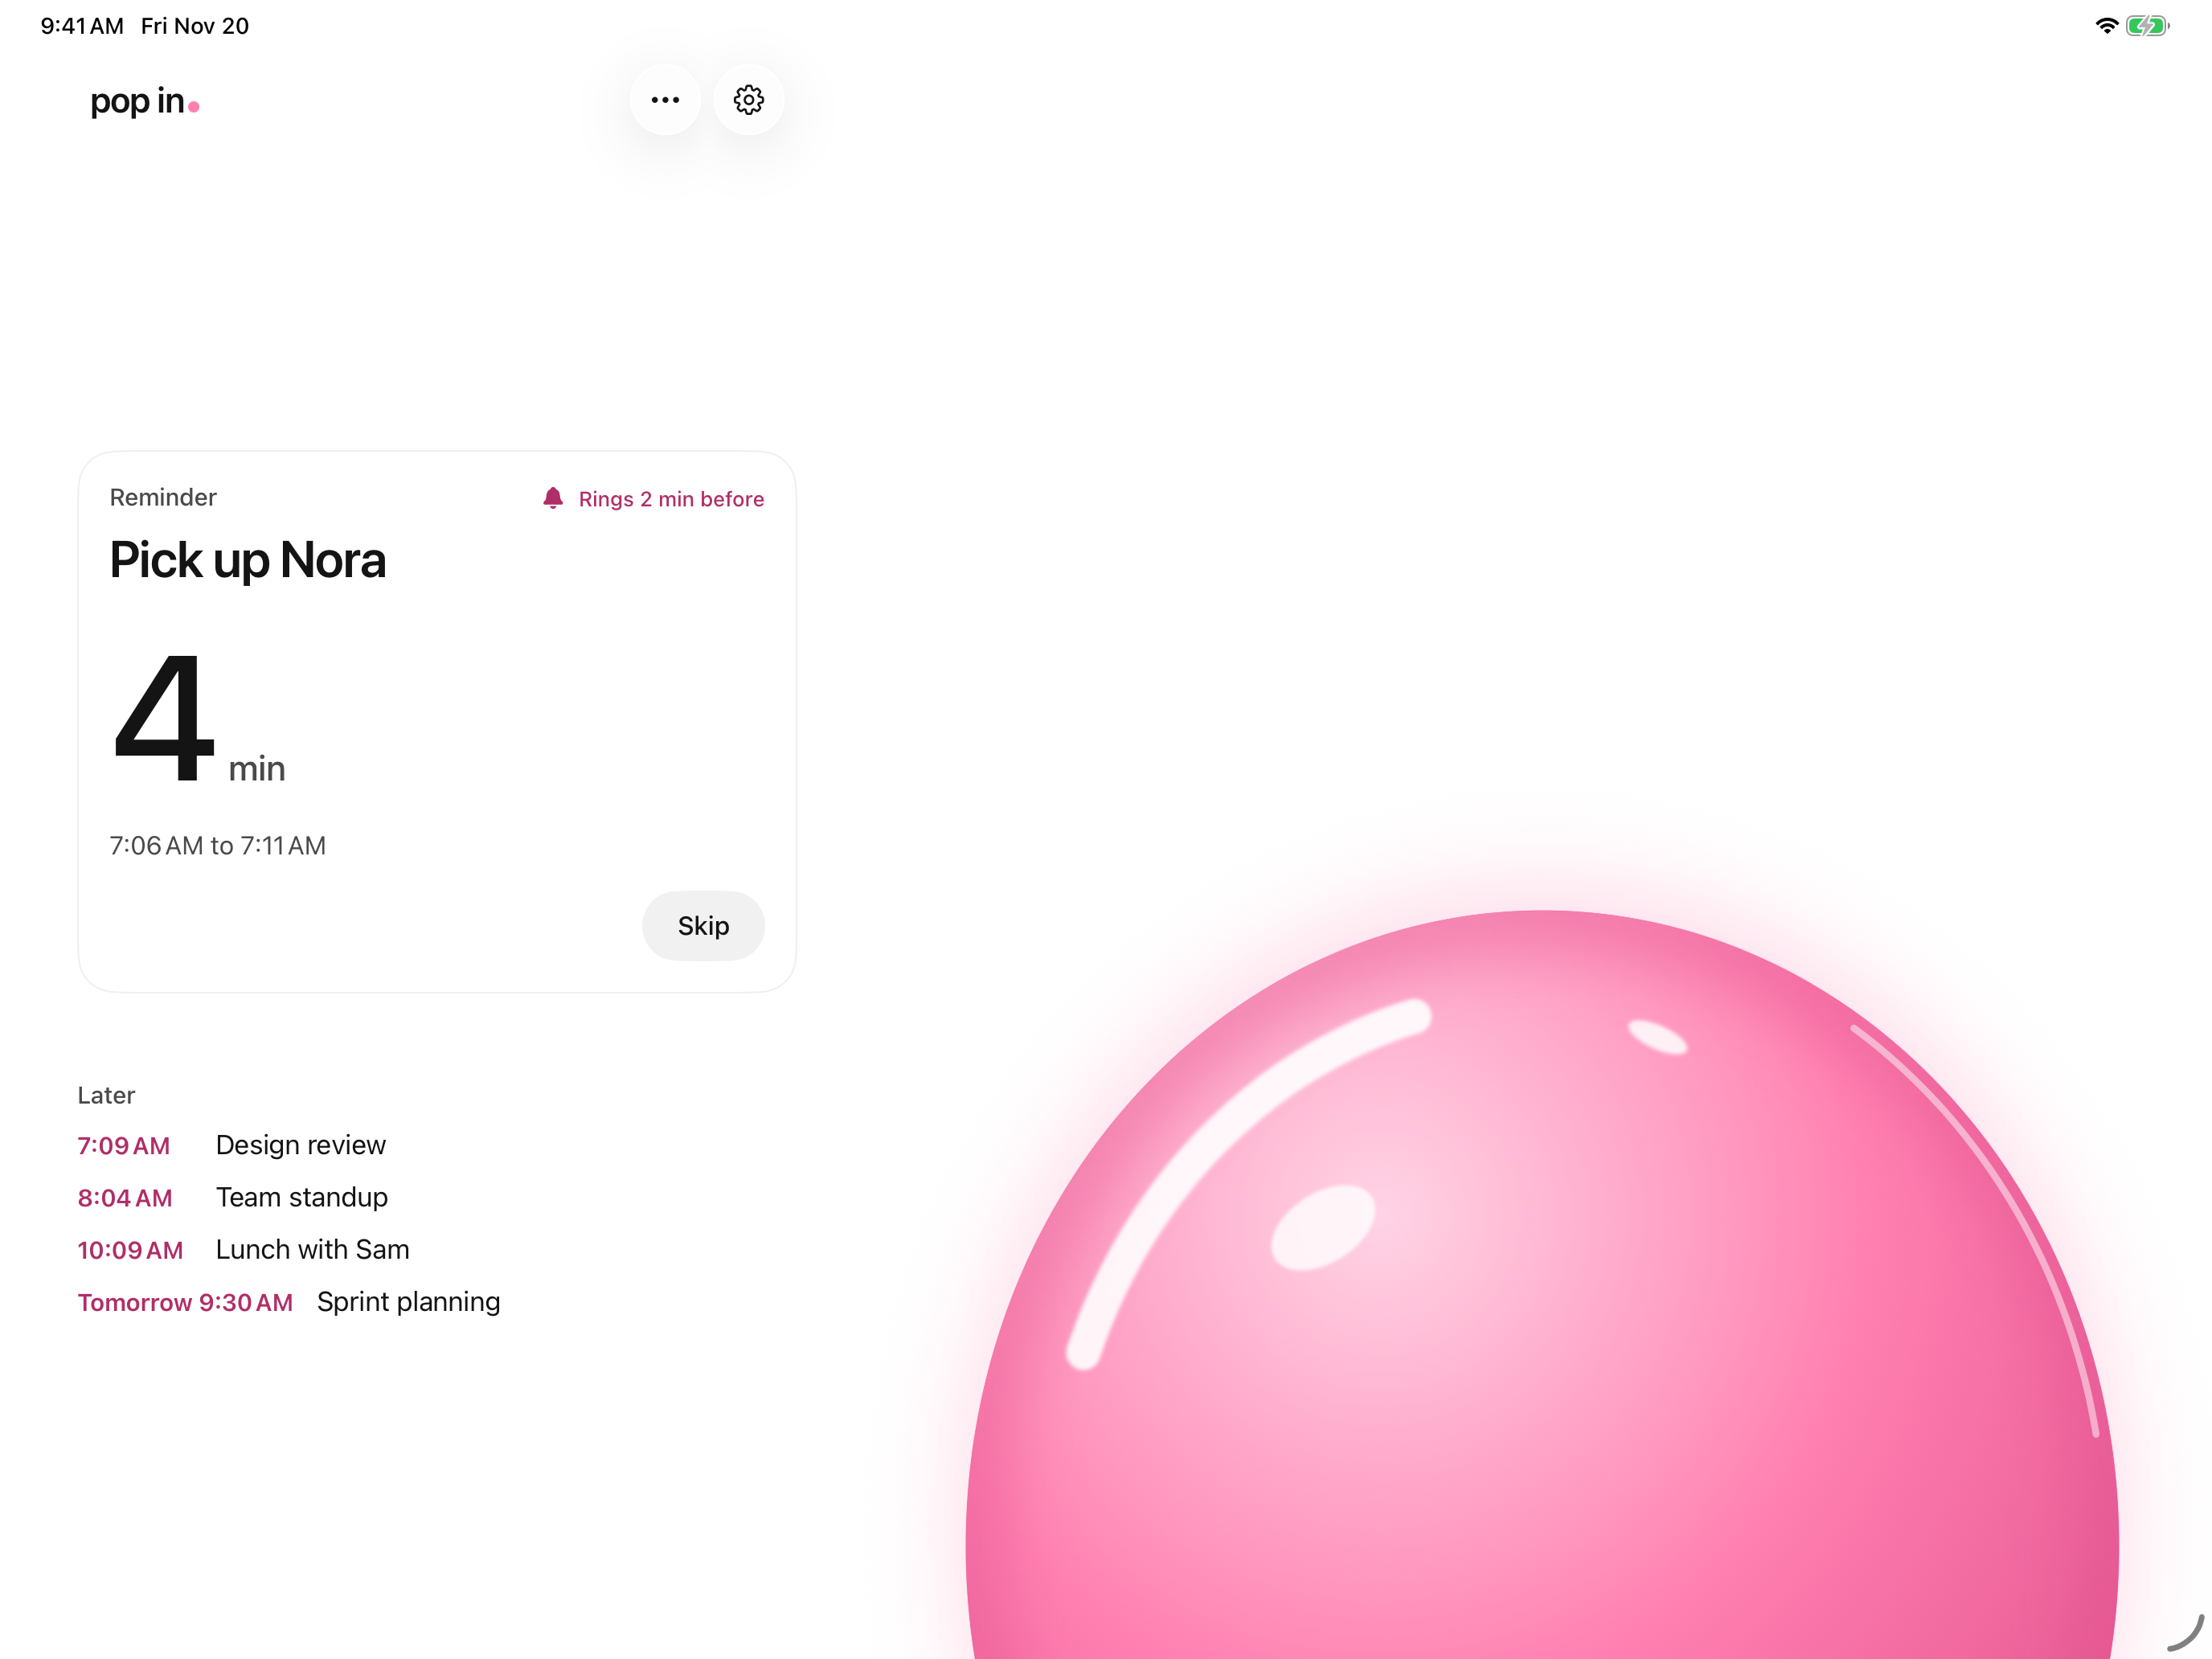 9:41 AM Fri Nov 20
pop in
Reminder
Rings 2 min before
Pick up Nora
4 min
7:06 AM to 7:11 AM
Skip
Later
7:09 AM Design review
8:04 AM Team standup
10:09 AM Lunch with Sam
Tomorrow 9:30 AM Sprint planning